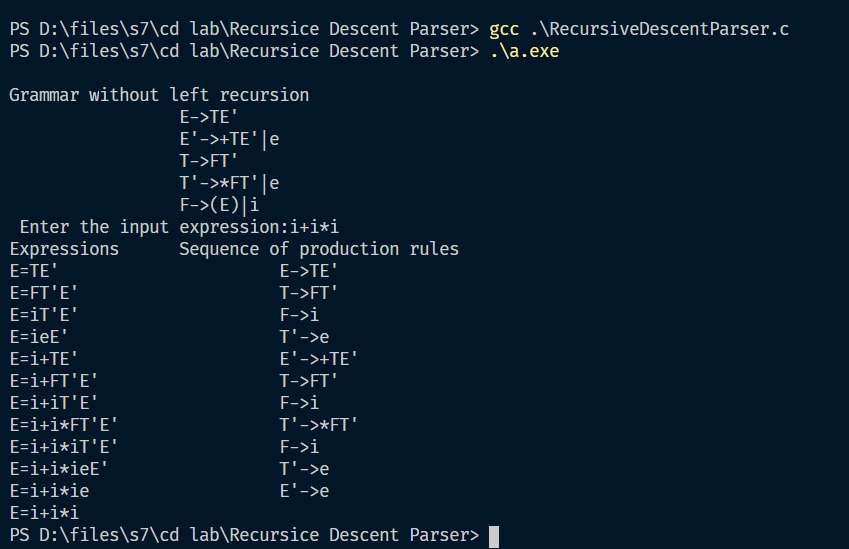 PS D:\files\s7\cd lab\Recursice Descent Parser> gcc .\RecursiveDescentParser.c
PS D:\files\s7\cd lab\Recursice Descent Parser> .\a.exe
Grammar without left recursion
E->TE'
E'->+TE'|e
T->FT'
T'->*FT'|e
F->(E)|i
Enter the input expression:i+i*i
Expressions Sequence of production rules
E=TE' E->TE'
E=FT'E' T->FT'
E=iT'E' F->i
E=ieE' T'->e
E=i+TE' E'->+TE'
E=i+FT'E' T->FT'
E=i+iT'E' F->i
E=i+i*FT'E' T'->*FT'
E=i+i*iT'E' F->i
E=i+i*ieE' T'->e
E=i+i*ie E'->e
E=i+i*i
PS D:\files\s7\cd lab\Recursice Descent Parser>